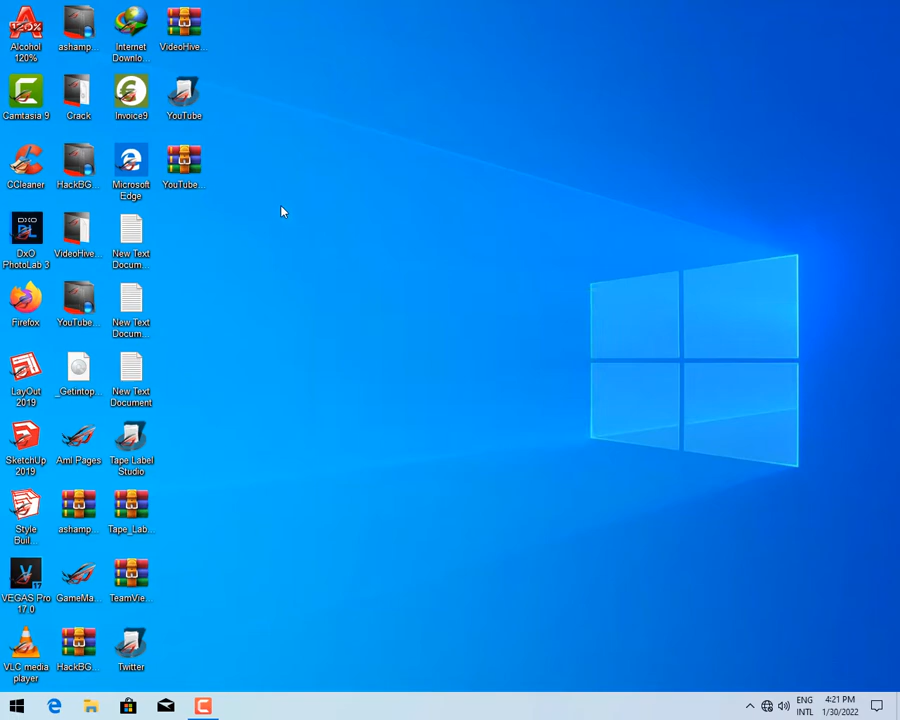 Alcohol
120%
ashamp...
Internet
Downlo...
VideoHive...
Camtasia 9
Crack
Invoice9
YouTube
CCleaner
HackBG...
Microsoft
Edge
YouTube...
DxO
PhotoLab 3
VideoHive...
New Text
Docum...
Firefox
YouTube...
New Text
Docum...
LayOut
2019
_Getintop...
New Text
Document
SketchUp
2019
Aml Pages
Tape Label
Studio
Style
Buil...
ashamp...
Tape_Lab...
VEGAS Pro
17.0
GameMa...
TeamVie...
VLC media
player
HackBG...
Twitter
ENG
INTL
4:21 PM
1/30/2022